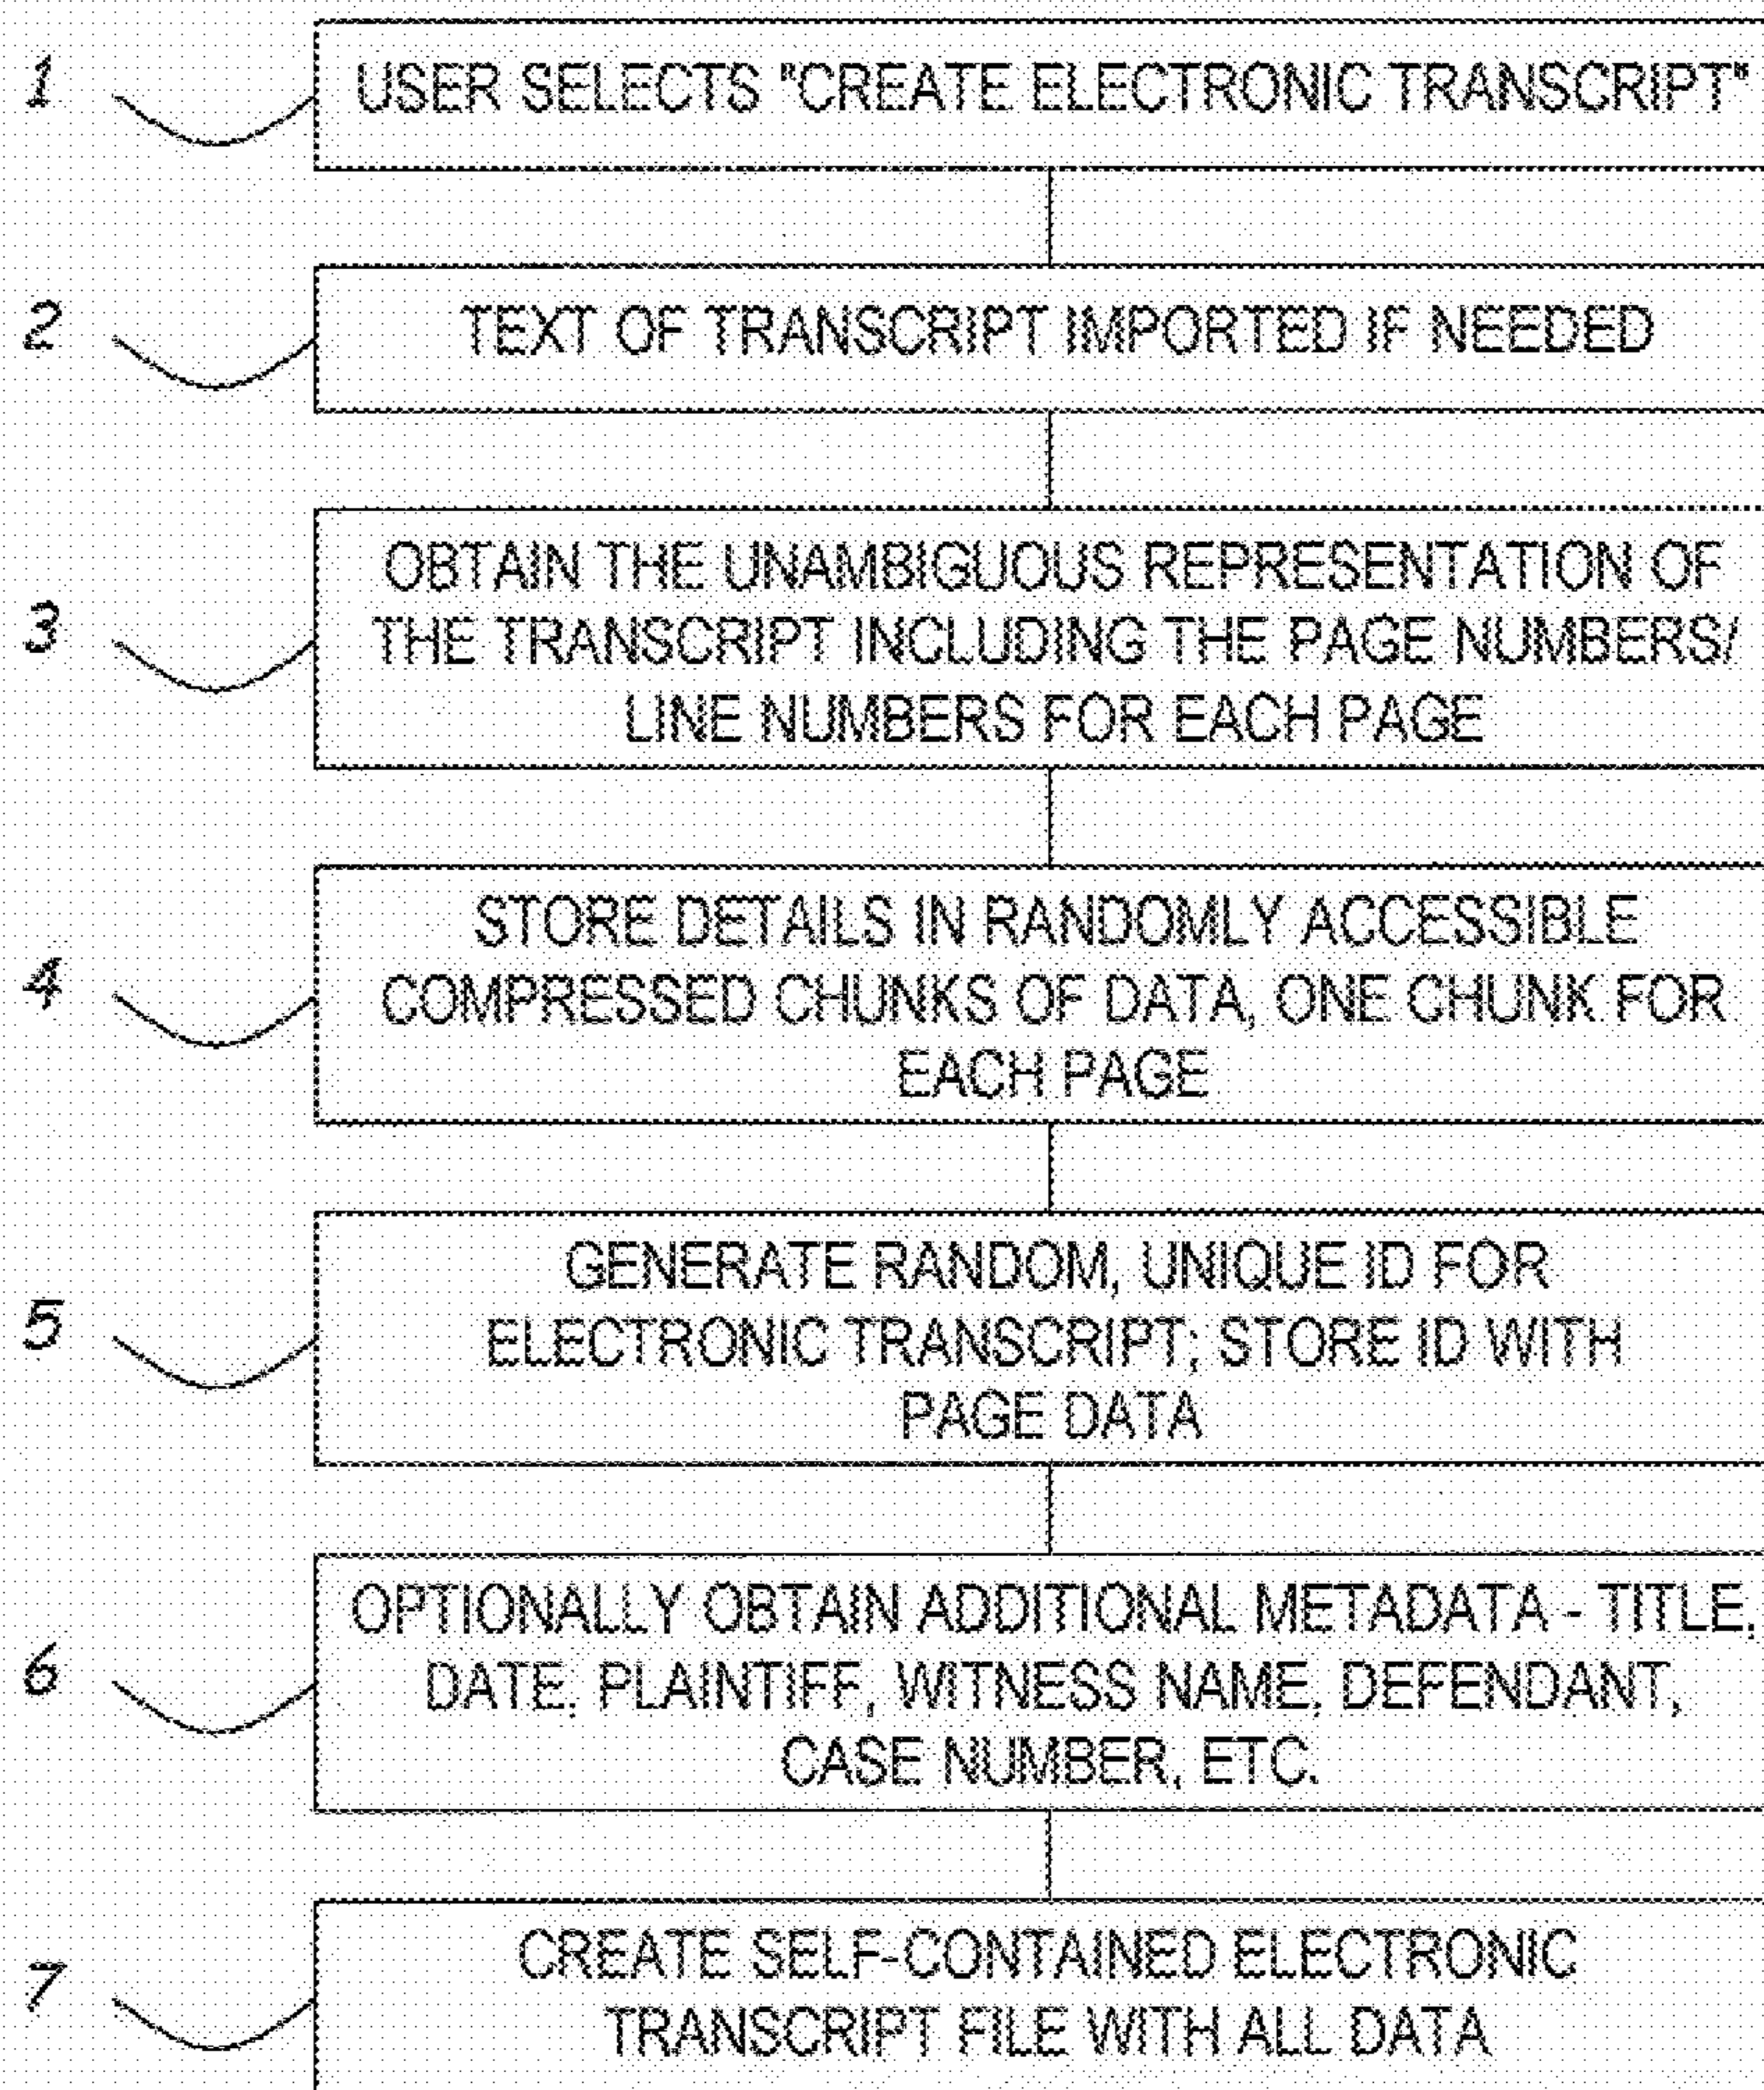 1
USER SELECTS "CREATE ELECTRONIC TRANSCRIPT"
2
TEXT OF TRANSCRIPT IMPORTED IF NEEDED
3
OBTAIN THE UNAMBIGUOUS REPRESENTATION OF
THE TRANSCRIPT INCLUDING THE PAGE NUMBERS/
LINE NUMBERS FOR EACH PAGE
4
STORE DETAILS IN RANDOMLY ACCESSIBLE
COMPRESSED CHUNKS OF DATA, ONE CHUNK FOR
EACH PAGE
5
GENERATE RANDOM, UNIQUE ID FOR
ELECTRONIC TRANSCRIPT; STORE ID WITH
PAGE DATA
6
OPTIONALLY OBTAIN ADDITIONAL METADATA - TITLE,
DATE, PLAINTIFF, WITNESS NAME, DEFENDANT,
CASE NUMBER, ETC.
7
CREATE SELF-CONTAINED ELECTRONIC
TRANSCRIPT FILE WITH ALL DATA